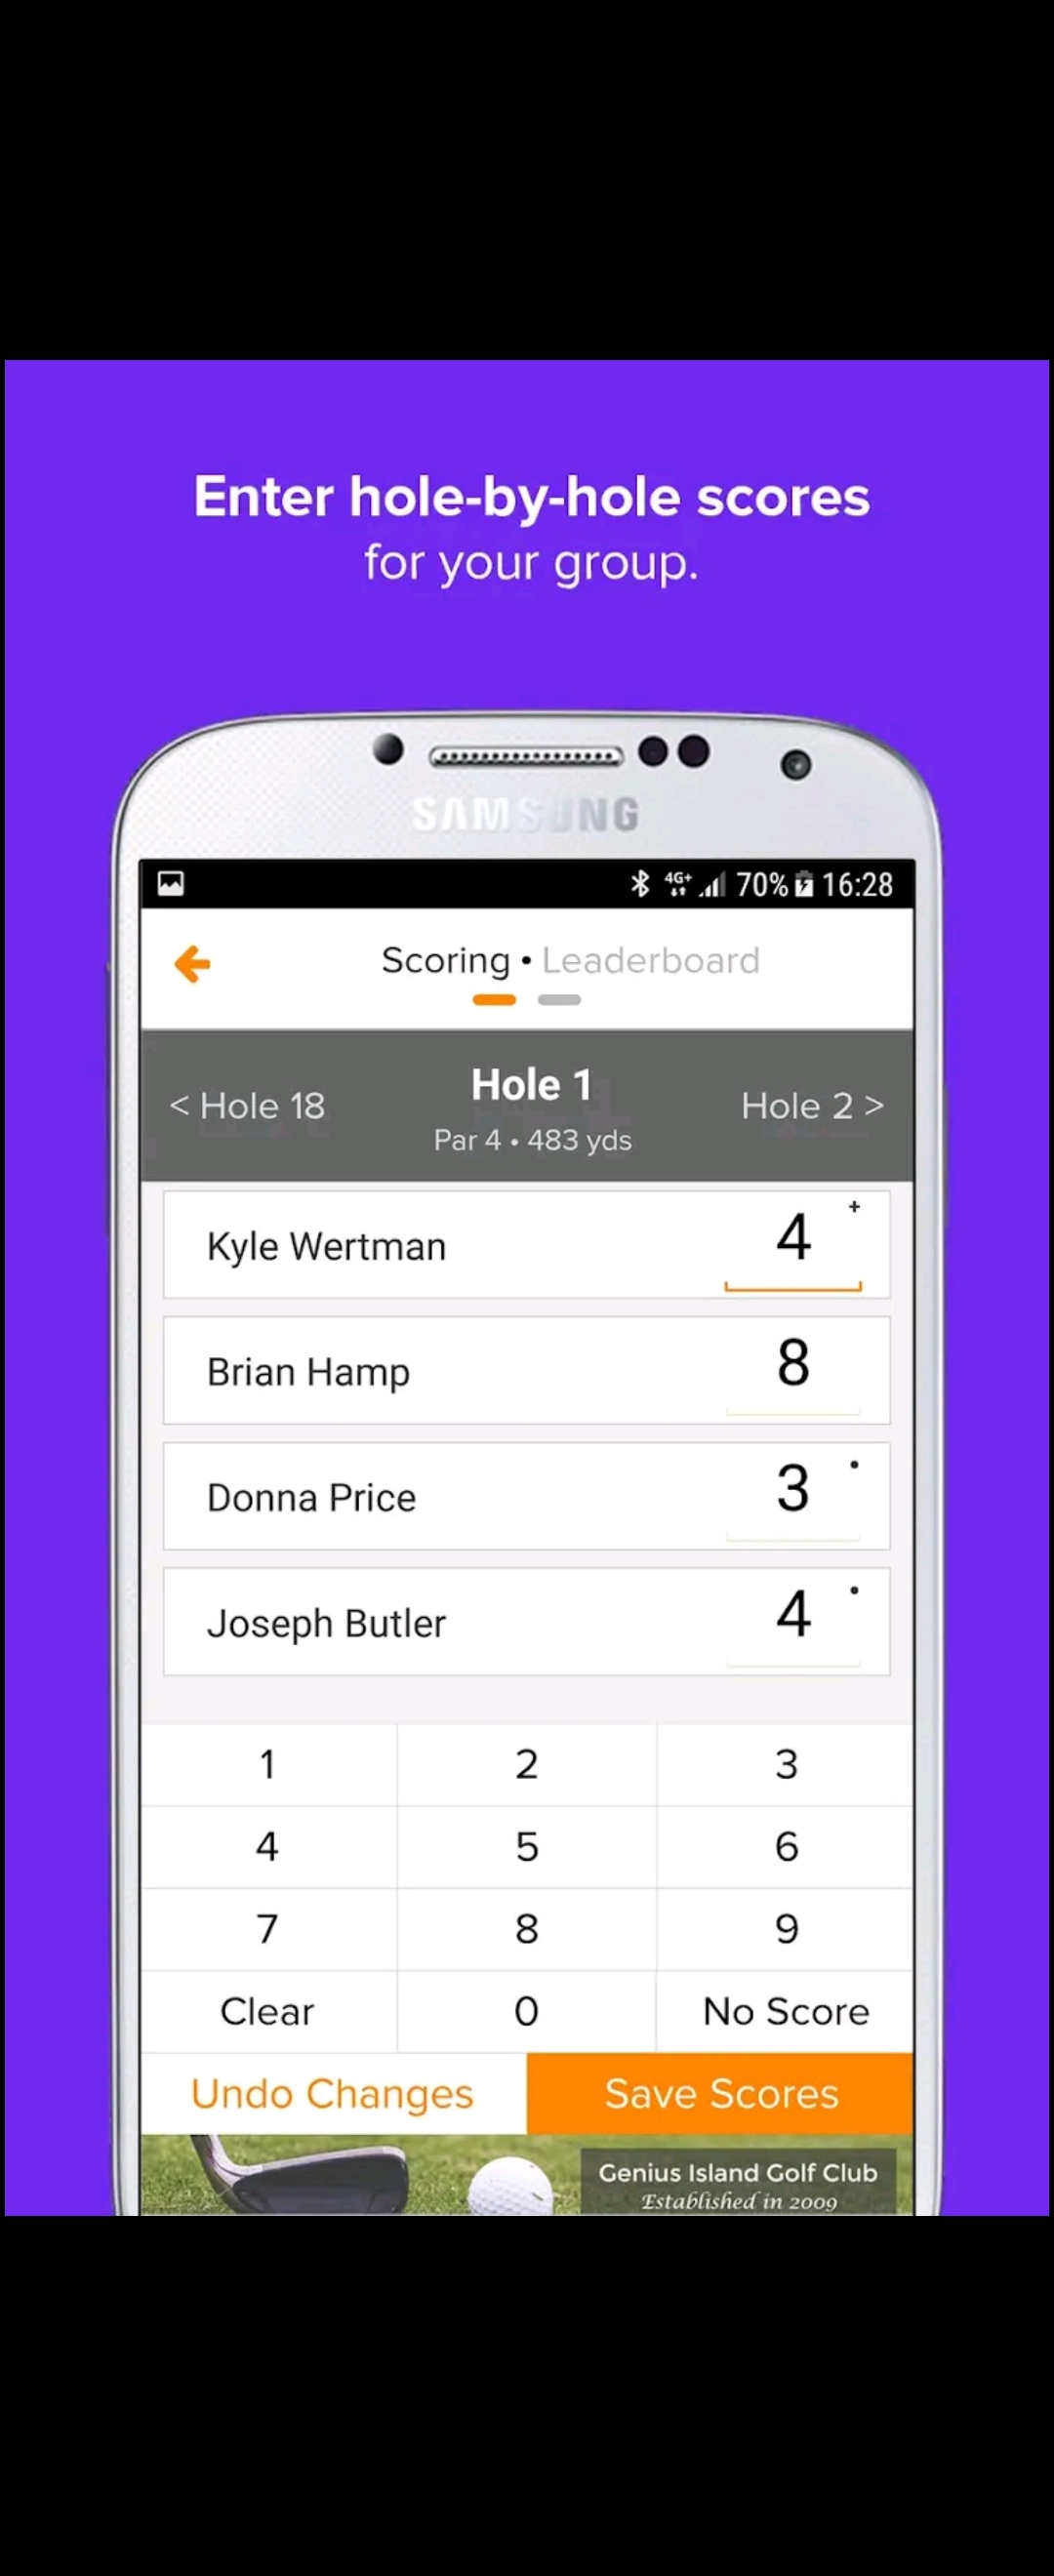 Enter hole-by-hole scores
for your group.
SAMSUNG
4G+ 70% 16:28
Scoring • Leaderboard
< Hole 18 Hole 1 Hole 2 >
Par 4 • 483 yds
Kyle Wertman 4 +
Brian Hamp 8
Donna Price 3 •
Joseph Butler 4 •
1 2 3
4 5 6
7 8 9
Clear 0 No Score
Undo Changes Save Scores
Genius Island Golf Club
Established in 2009